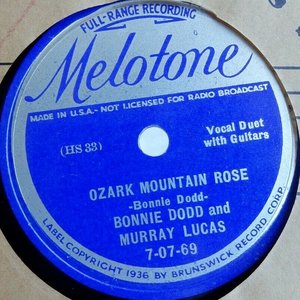 FULL-RANGE RECORDING
Melotone
MADE IN U.S.A.- NOT LICENSED FOR RADIO BROADCAST
(HS 33)
Vocal Duet
with Guitars
OZARK MOUNTAIN ROSE
-Bonnie Dodd-
BONNIE DODD and
MURRAY LUCAS
7-07-69
LABEL COPYRIGHT 1936 BY BRUNSWICK RECORD CORP.